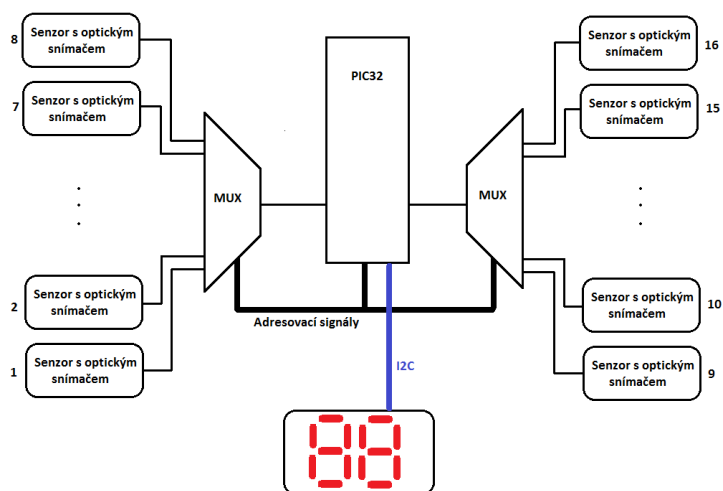 8
Senzor s optickým
snímačem
7
Senzor s optickým
snímačem
2
Senzor s optickým
snímačem
1
Senzor s optickým
snímačem
MUX
PIC32
MUX
Senzor s optickým
snímačem
16
Senzor s optickým
snímačem
15
Senzor s optickým
snímačem
10
Senzor s optickým
snímačem
9
Adresovací signály
I2C
88